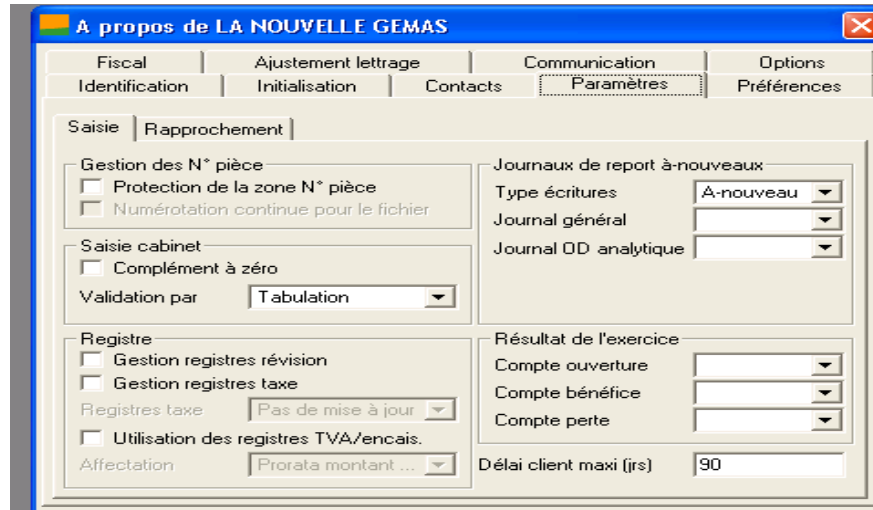 A propos de LA NOUVELLE GEMAS
Fiscal Ajustement lettrage Communication Options
Identification Initialisation Contacts Paramètres Préférences
Saisie Rapprochement
Gestion des N° pièce
Protection de la zone N° pièce
Numérotation continue pour le fichier
Saisie cabinet
Complément à zéro
Validation par Tabulation
Registre
Gestion registres révision
Gestion registres taxe
Registres taxe Pas de mise à jour
Utilisation des registres TVA/encais.
Affectation Prorata montant ...
Journaux de report à-nouveaux
Type écritures A-nouveau
Journal général
Journal OD analytique
Résultat de l'exercice
Compte ouverture
Compte bénéfice
Compte perte
Délai client maxi (jrs) 90